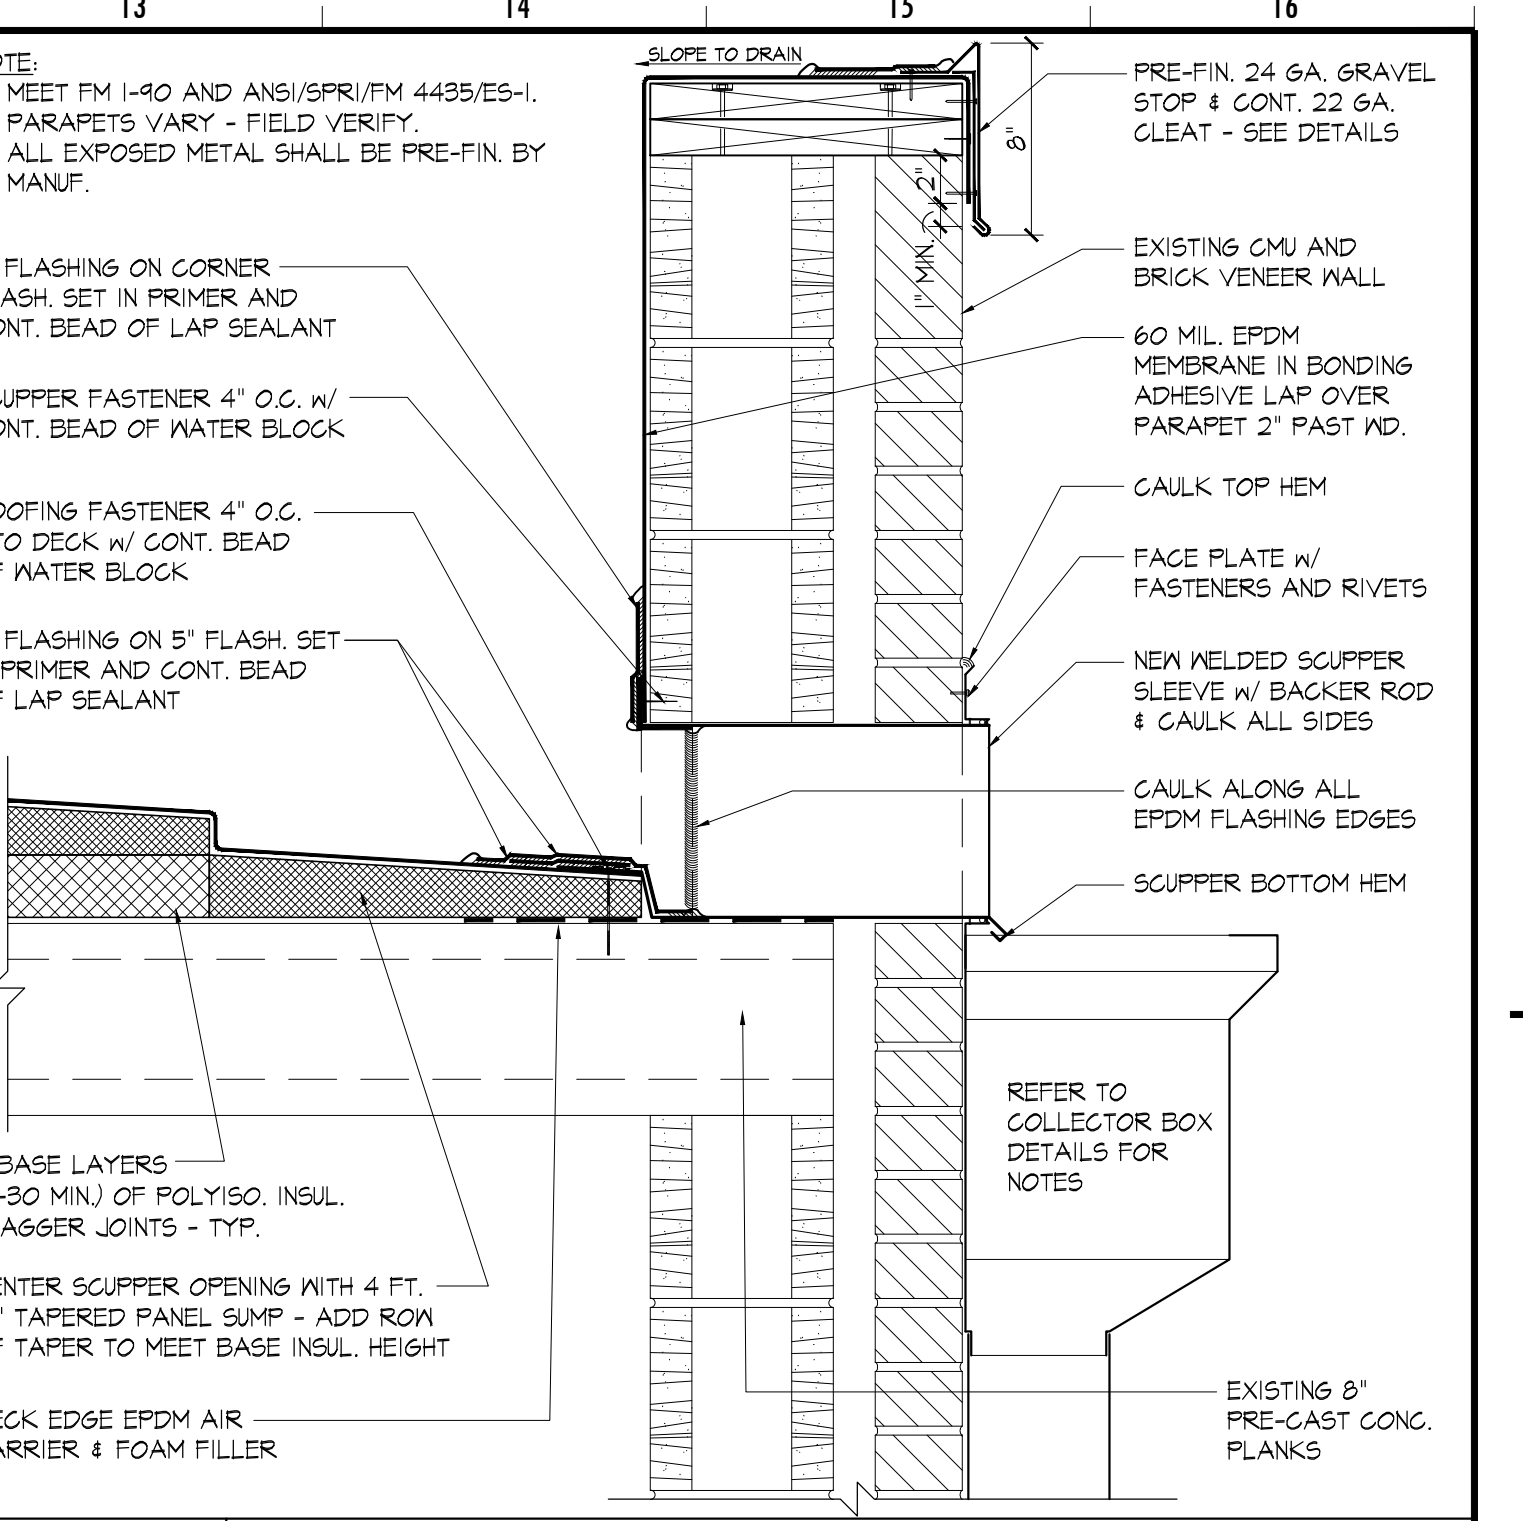 13 14 15 16
OTE:
MEET FM 1-90 AND ANSI/SPRI/FM 4435/ES-1.
PARAPETS VARY - FIELD VERIFY.
ALL EXPOSED METAL SHALL BE PRE-FIN. BY
MANUF.
FLASHING ON CORNER
ASH. SET IN PRIMER AND
ONT. BEAD OF LAP SEALANT
CUPPER FASTENER 4" O.C. W/
ONT. BEAD OF WATER BLOCK
OOFING FASTENER 4" O.C.
TO DECK W/ CONT. BEAD
F WATER BLOCK
FLASHING ON 5" FLASH. SET
PRIMER AND CONT. BEAD
F LAP SEALANT
BASE LAYERS
-30 MIN.) OF POLYISO. INSUL.
AGGER JOINTS - TYP.
ENTER SCUPPER OPENING WITH 4 FT.
" TAPERED PANEL SUMP - ADD ROW
F TAPER TO MEET BASE INSUL. HEIGHT
ECK EDGE EPDM AIR
ARRIER & FOAM FILLER
SLOPE TO DRAIN
8"
2"
1" MIN.
PRE-FIN. 24 GA. GRAVEL
STOP & CONT. 22 GA.
CLEAT - SEE DETAILS
EXISTING CMU AND
BRICK VENEER WALL
60 MIL. EPDM
MEMBRANE IN BONDING
ADHESIVE LAP OVER
PARAPET 2" PAST WD.
CAULK TOP HEM
FACE PLATE W/
FASTENERS AND RIVETS
NEW WELDED SCUPPER
SLEEVE W/ BACKER ROD
& CAULK ALL SIDES
CAULK ALONG ALL
EPDM FLASHING EDGES
SCUPPER BOTTOM HEM
REFER TO
COLLECTOR BOX
DETAILS FOR
NOTES
EXISTING 8"
PRE-CAST CONC.
PLANKS